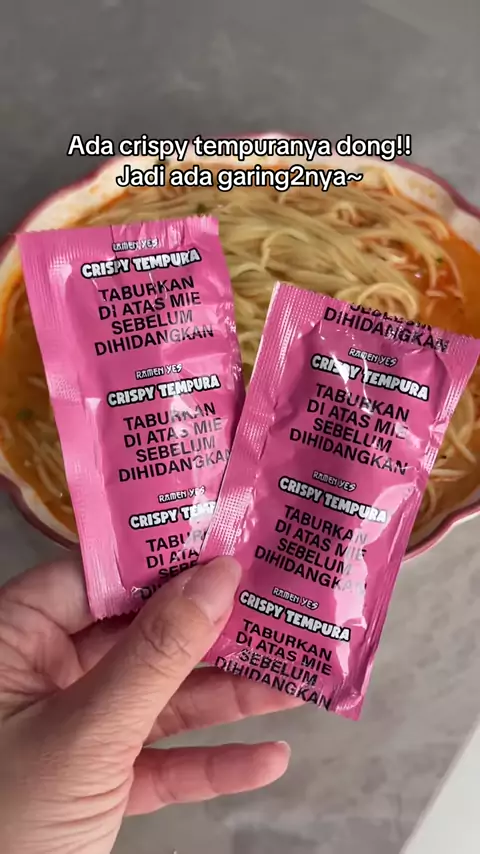 Ada crispy tempuranya dong!!
Jadi ada garing2nya~
RAMEN YES
CRISPY TEMPURA
TABURKAN
DI ATAS MIE
SEBELUM
DIHIDANGKAN
RAMEN YES
CRISPY TEMPURA
TABURKAN
DI ATAS MIE
SEBELUM
DIHIDANGKAN
RAMEN YES
CRISPY
DIHIDANGKAN
RAMEN YES
CRISPY TEMPURA
TABURKAN
DI ATAS MIE
SEBELUM
DIHIDANGKAN
RAMEN YES
CRISPY TEMPURA
TABURKAN
DI ATAS MIE
SEBELUM
DIHIDANGKAN
RAMEN YES
CRISPY TEMPURA
TABURKAN
DI ATAS MIE
SEBELUM
DIHIDANGKAN